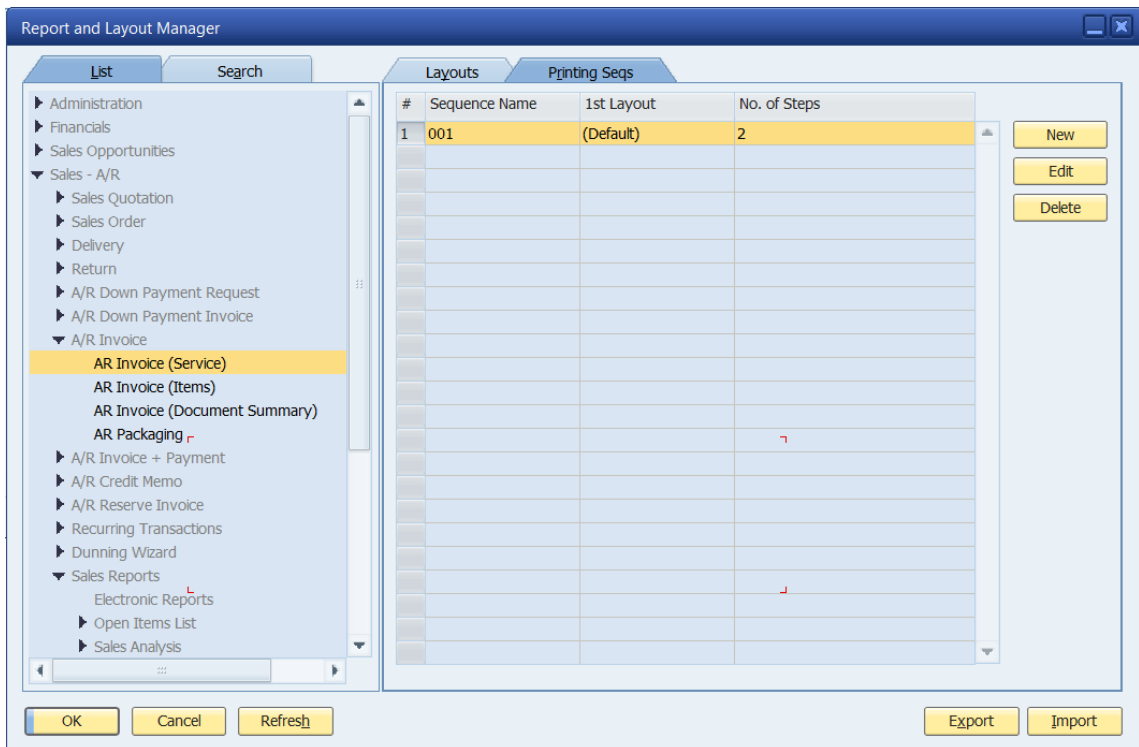 Report and Layout Manager
List
Search
Administration
Financials
Sales Opportunities
Sales - A/R
Sales Quotation
Sales Order
Delivery
Return
A/R Down Payment Request
A/R Down Payment Invoice
A/R Invoice
AR Invoice (Service)
AR Invoice (Items)
AR Invoice (Document Summary)
AR Packaging
A/R Invoice + Payment
A/R Credit Memo
A/R Reserve Invoice
Recurring Transactions
Dunning Wizard
Sales Reports
Electronic Reports
Open Items List
Sales Analysis
Layouts
Printing Seqs
# Sequence Name 1st Layout No. of Steps
1 001 (Default) 2
New
Edit
Delete
OK
Cancel
Refresh
Export
Import